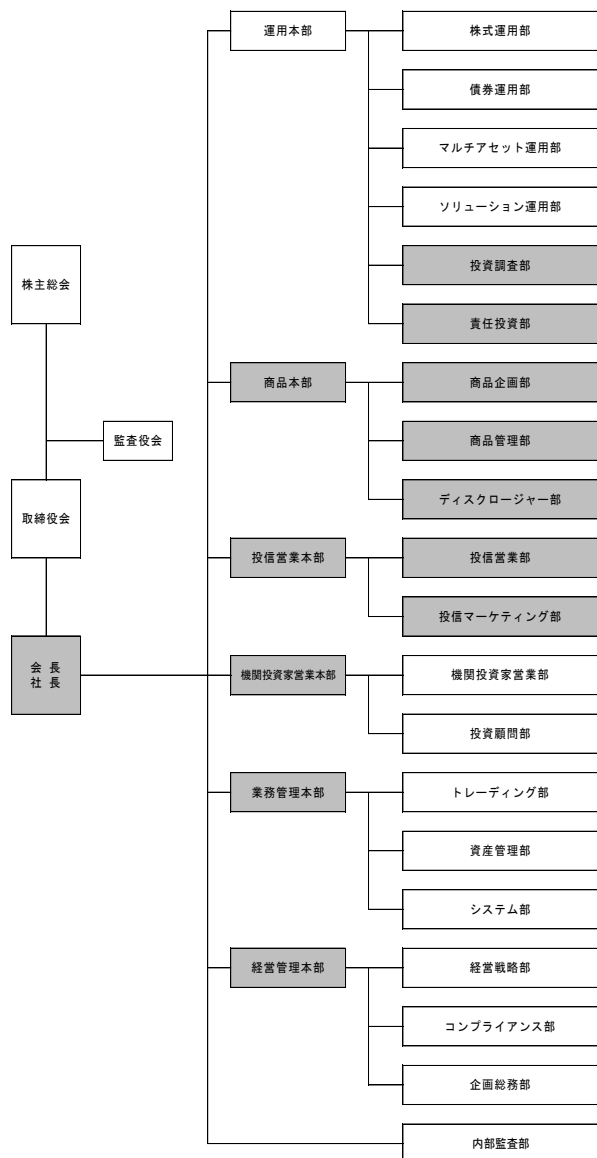 株主総会
監査役会
取締役会
会 長
社 長
運用本部
株式運用部
債券運用部
マルチアセット運用部
ソリューション運用部
投資調査部
責任投資部
商品本部
商品企画部
商品管理部
ディスクロージャー部
投信営業本部
投信営業部
投信マーケティング部
機関投資家営業本部
機関投資家営業部
投資顧問部
業務管理本部
トレーディング部
資産管理部
システム部
経営管理本部
経営戦略部
コンプライアンス部
企画総務部
内部監査部